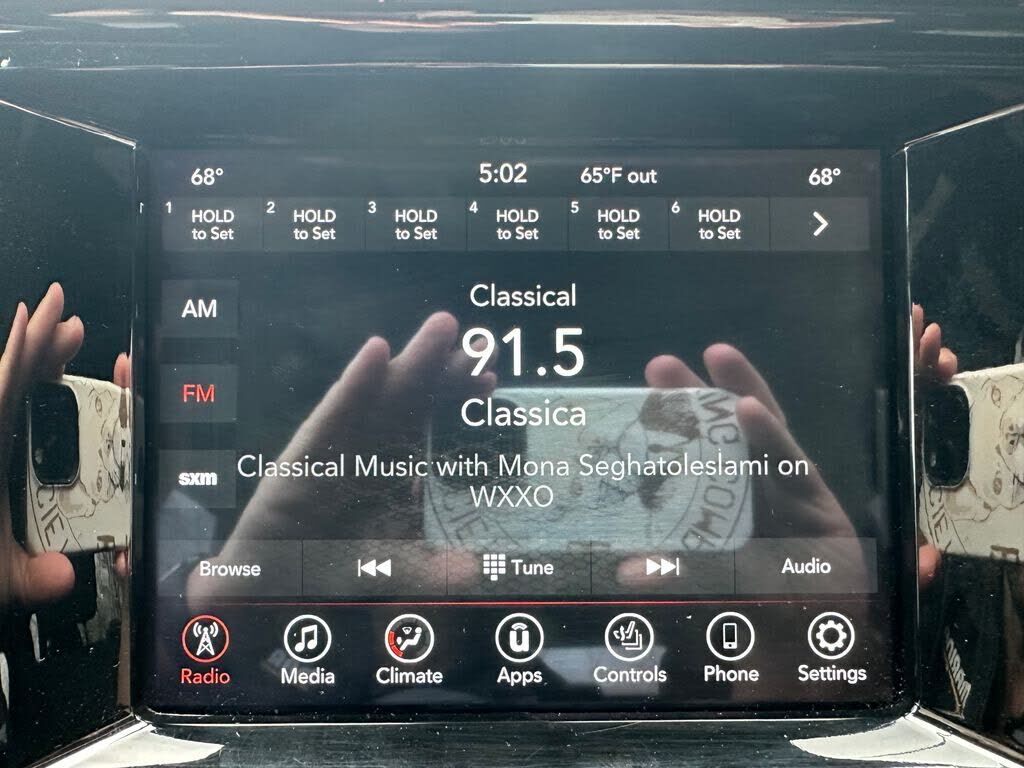 68° 5:02 65°F out 68°
1 HOLD to Set 2 HOLD to Set 3 HOLD to Set 4 HOLD to Set 5 HOLD to Set 6 HOLD to Set
AM
FM
sxm
Classical
91.5
Classica
Classical Music with Mona Seghatoleslami on
WXXO
Browse Tune Audio
Radio Media Climate Apps Controls Phone Settings